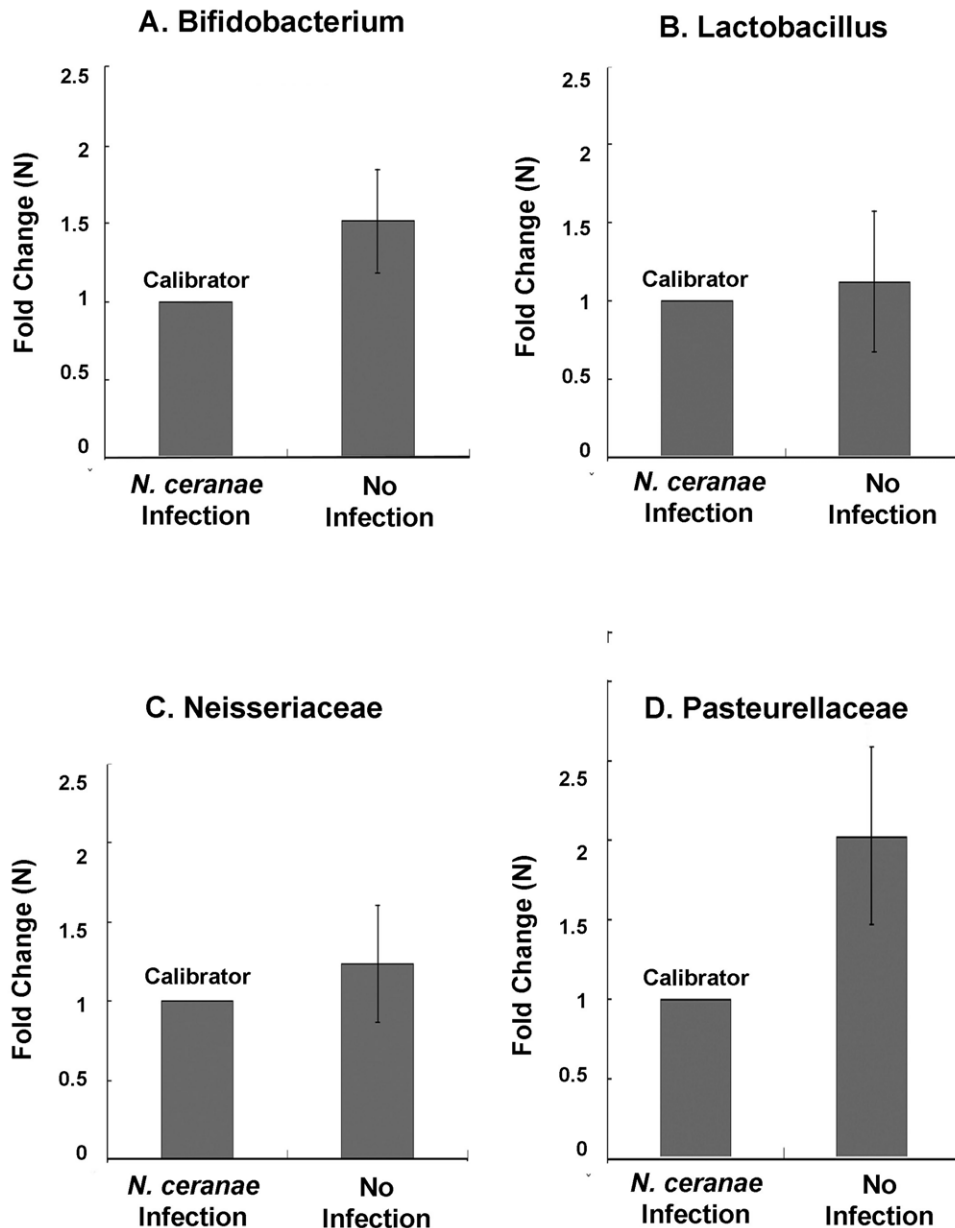 A. Bifidobacterium
2.5
2
1.5
1
0.5
0
Fold Change (N)
Calibrator
N. ceranae
Infection
No
Infection
B. Lactobacillus
2.5
2
1.5
1
0.5
0
Fold Change (N)
Calibrator
N. ceranae
Infection
No
Infection
C. Neisseriaceae
2.5
2
1.5
1
0.5
0
Fold Change (N)
Calibrator
N. ceranae
Infection
No
Infection
D. Pasteurellaceae
2.5
2
1.5
1
0.5
0
Fold Change (N)
Calibrator
N. ceranae
Infection
No
Infection